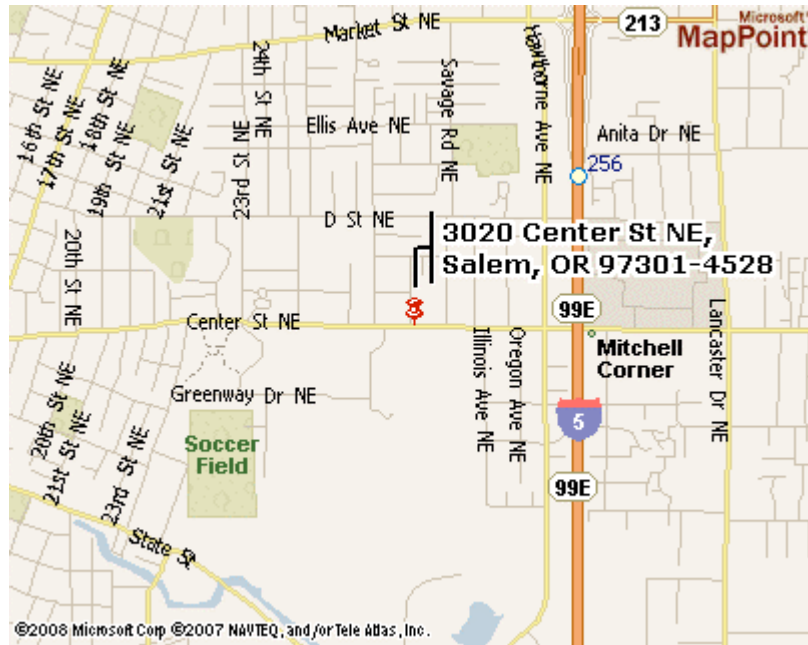 Microsoft
MapPoint
213
Market St NE
Hawthorne Ave NE
24th St NE
Savage Rd NE
16th St NE
17th St NE
18th St NE
19th St NE
21st St NE
23rd St NE
Ellis Ave NE
Anita Dr NE
256
D St NE
20th St NE
3020 Center St NE,
Salem, OR 97301-4528
99E
Center St NE
Illinois Ave NE
Oregon Ave NE
Lancaster Dr NE
Mitchell
Corner
Greenway Dr NE
20th St NE
21st St NE
23rd St NE
Soccer
Field
5
99E
State St
©2008 Microsoft Corp ©2007 NAVTEQ, and/or Tele Atlas, Inc.